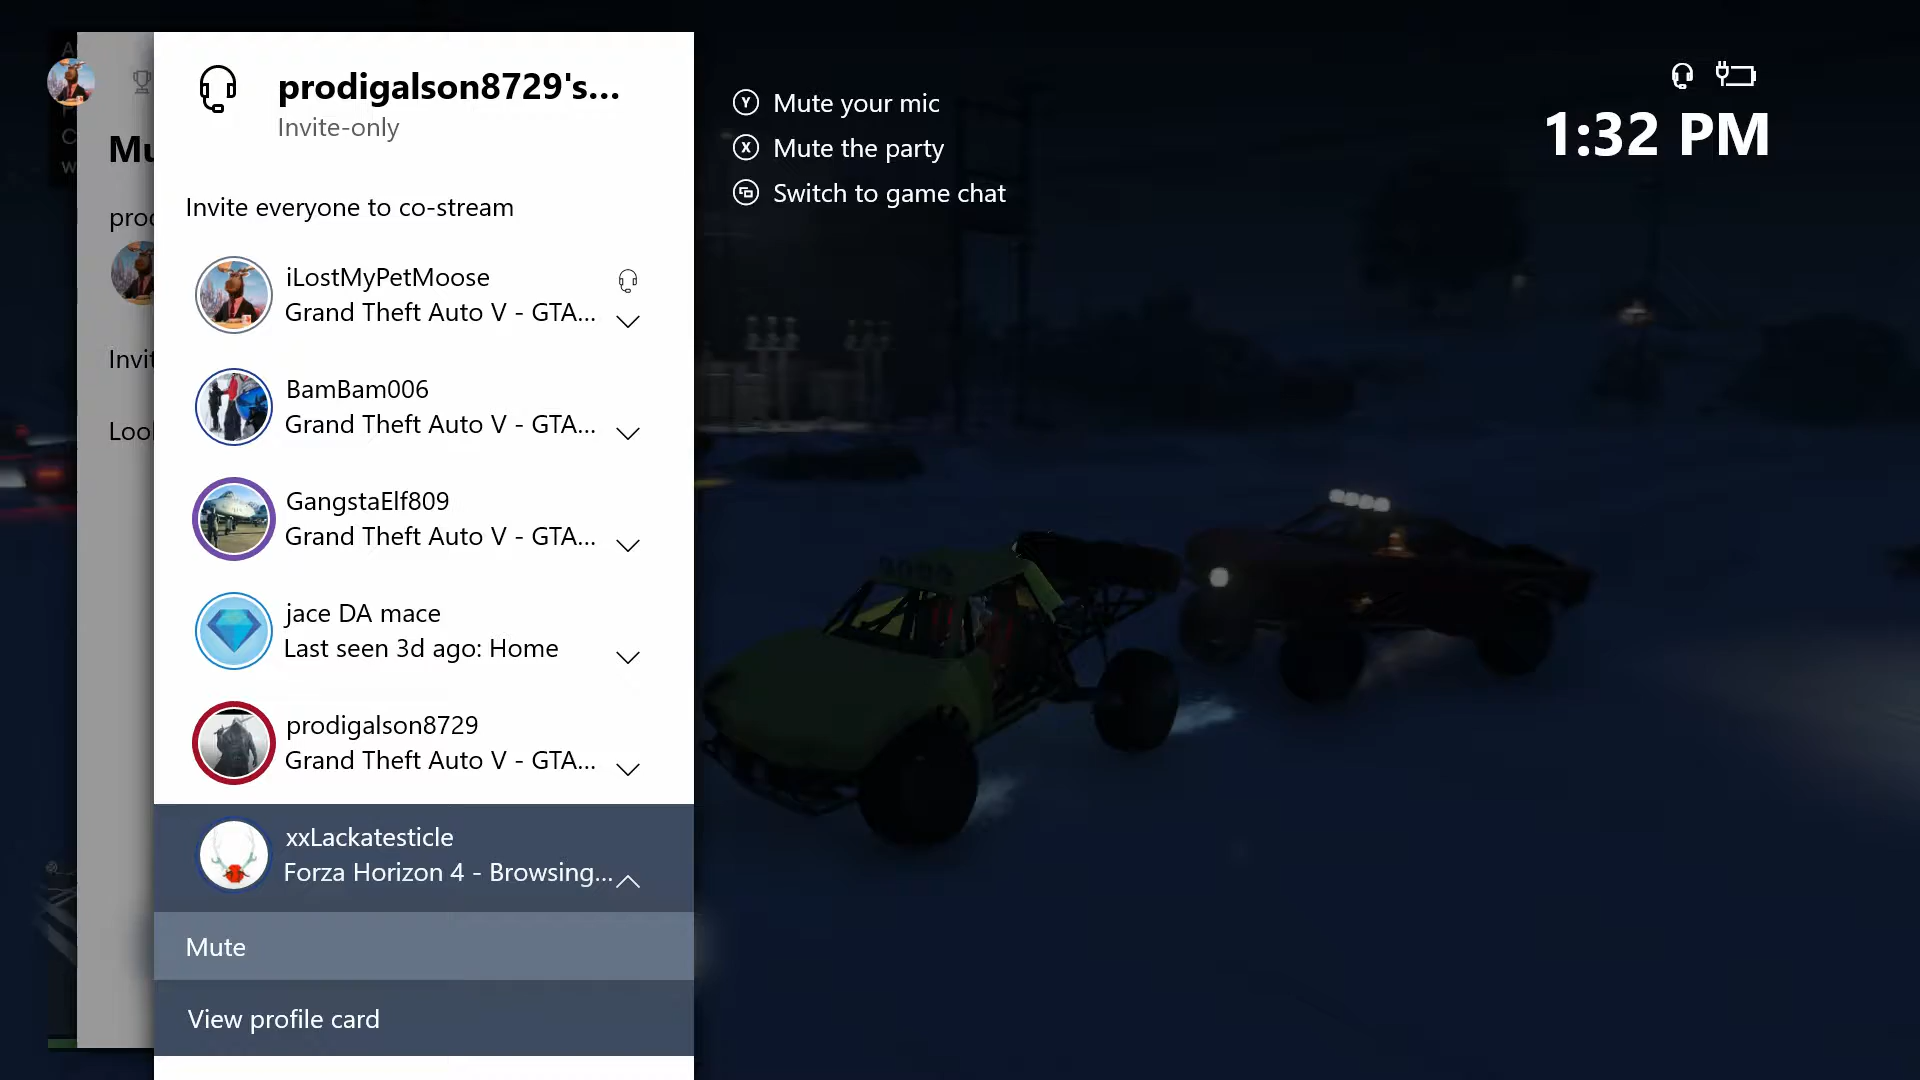 prodigalson8729's...
Invite-only
Invite everyone to co-stream
iLostMyPetMoose
Grand Theft Auto V - GTA...
BamBam006
Grand Theft Auto V - GTA...
GangstaElf809
Grand Theft Auto V - GTA...
jace DA mace
Last seen 3d ago: Home
prodigalson8729
Grand Theft Auto V - GTA...
xxLackatesticle
Forza Horizon 4 - Browsing...
Mute
View profile card
Y Mute your mic
X Mute the party
Switch to game chat
1:32 PM